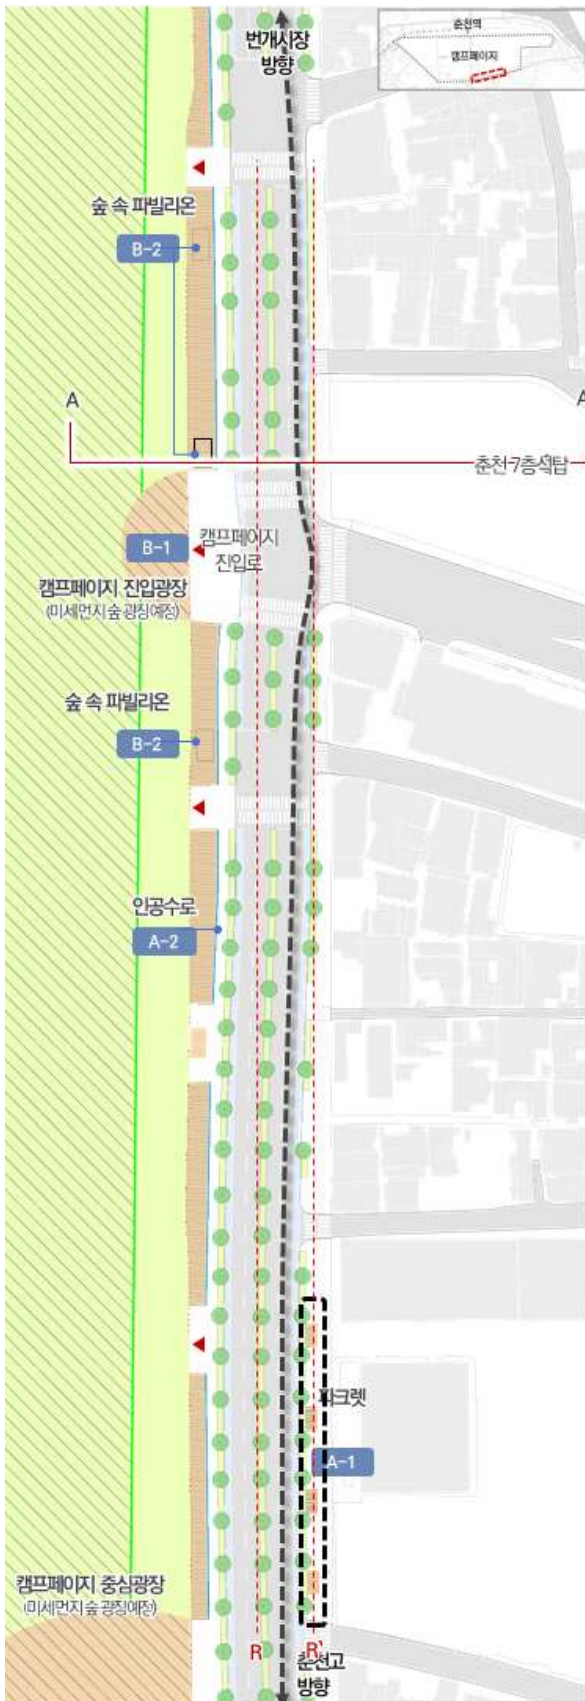 번개시장
방향
춘천역
캠프페이지
숲 속 파빌리온
B-2
A
A
춘천 7층석탑
캠프페이지
진입로
B-1
캠프페이지 진입광장
(미세먼지 숲 광장예정)
숲 속 파빌리온
B-2
인공수로
A-2
파크렛
A-1
캠프페이지 중심광장
(미세먼지 숲 광장예정)
R
R`
춘천고
방향